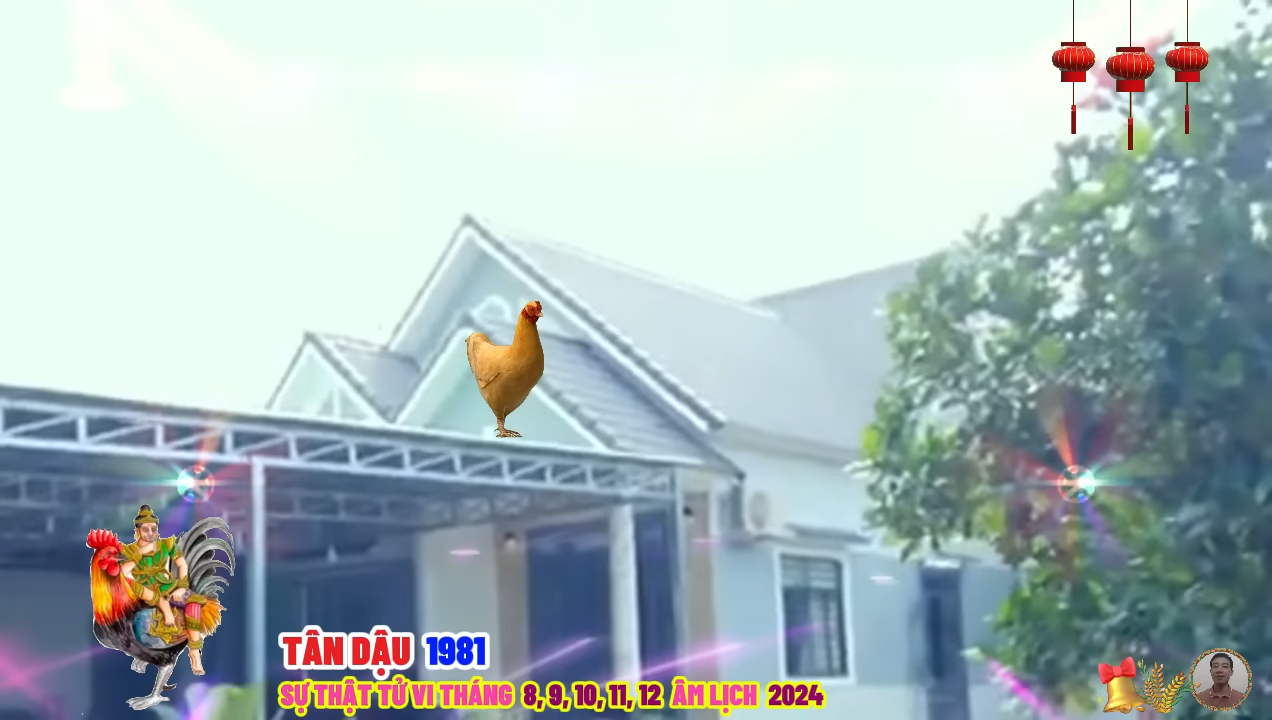 TÂN DẬU 1981
SỰ THẬT TỬ VI THÁNG 8, 9, 10, 11, 12 ÂM LỊCH 2024